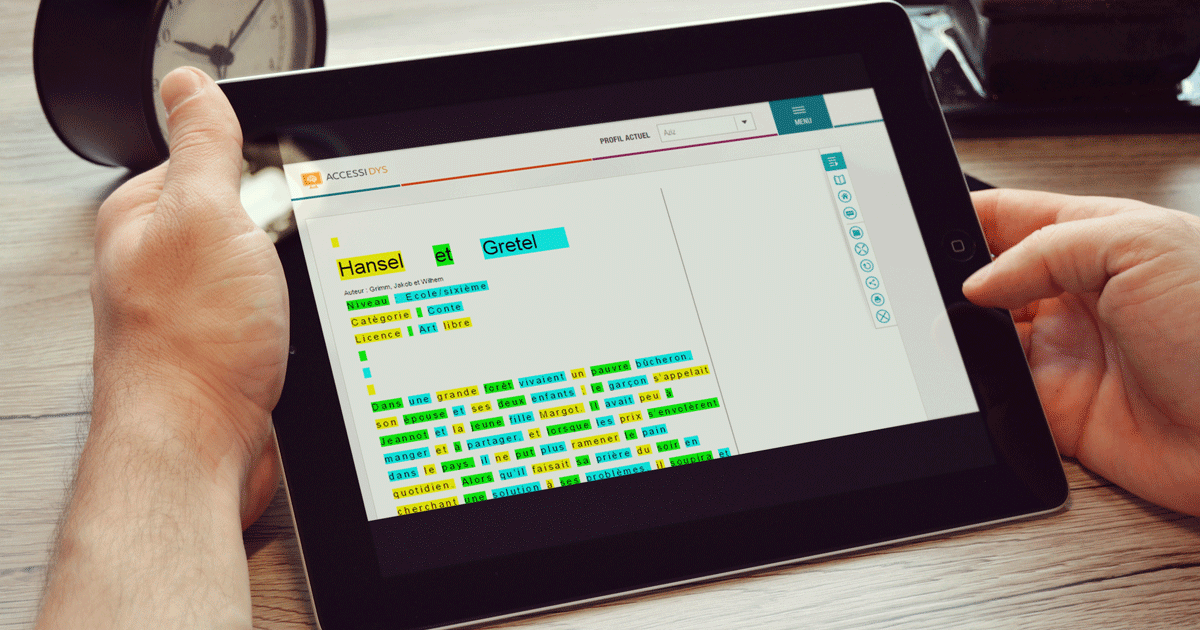 ACCESSIDYS
PROFIL ACTUEL
MENU
Hansel et Gretel
Auteur : Grimm, Jakob et Wilhem
Niveau : Ecole/sixième
Catégorie : Conte
Licence : Art libre
Dans une grande forêt vivaient un pauvre bûcheron,
son épouse et ses deux enfants ; le garçon s'appelait
Jeannot et la jeune fille Margot. Il avait peu à
manger et à partager, et lorsque les prix s'envolèrent
dans le pays, il ne put plus ramener le pain
quotidien. Alors qu'il faisait sa prière du soir en
cherchant une solution à ses problèmes, il soupira et